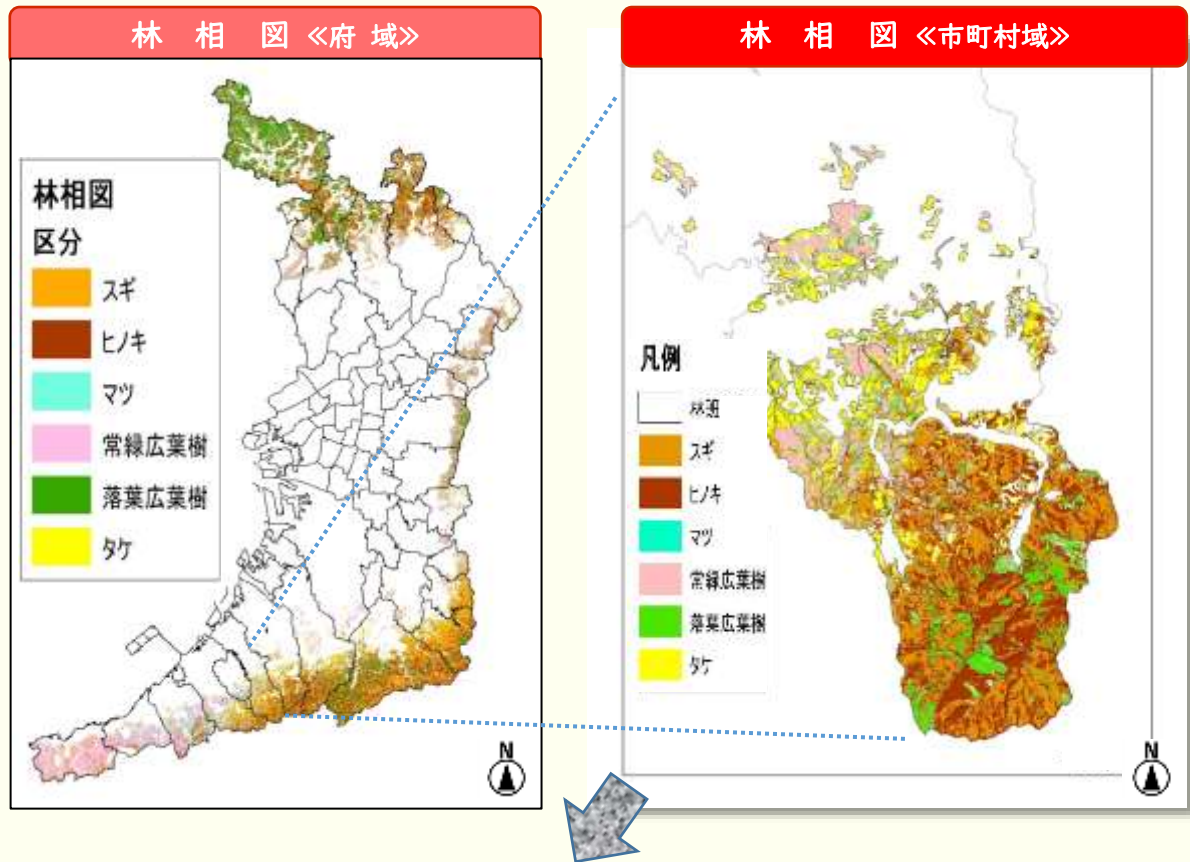 林 相 図 ≪府 域≫
林相図
区分
スギ
ヒノキ
マツ
常緑広葉樹
落葉広葉樹
タケ
N
林 相 図 ≪市町村域≫
凡例
林班
スギ
ヒノキ
マツ
常緑広葉樹
落葉広葉樹
タケ
N